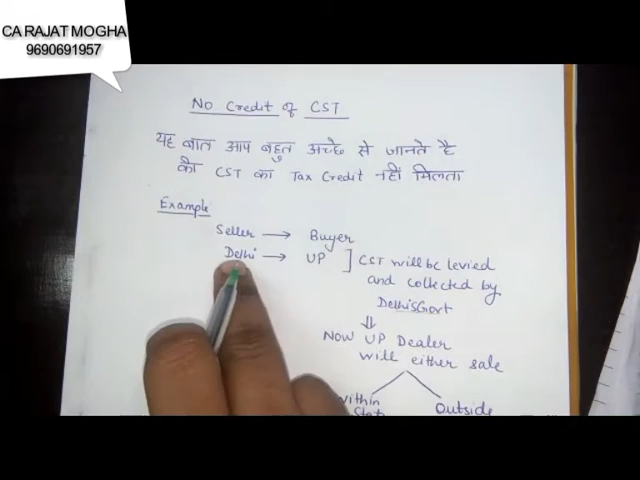 CA RAJAT MOGHA
9690691957
No Credit of CST
यह बात आप बहुत अच्छे से जानते है
की CST का Tax Credit नहीं मिलता
Example
Seller → Buyer
Delhi → UP ] CST will be levied
and collected by
Delhi Govt
⇓
Now UP Dealer
will either sale
Within Outside
State